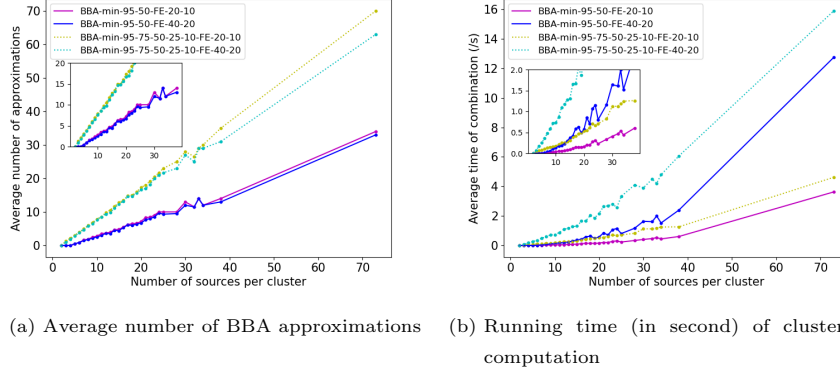 BBA-min-95-50-FE-20-10
BBA-min-95-50-FE-40-20
BBA-min-95-75-50-25-10-FE-20-10
BBA-min-95-75-50-25-10-FE-40-20
Average number of approximations
70
60
50
40
30
20
10
0
20
15
10
5
0
10 20 30
0 10 20 30 40 50 60 70
Number of sources per cluster
(a) Average number of BBA approximations
BBA-min-95-50-FE-20-10
BBA-min-95-50-FE-40-20
BBA-min-95-75-50-25-10-FE-20-10
BBA-min-95-75-50-25-10-FE-40-20
Average time of combination (/s)
16
14
12
10
8
6
4
2
0
2.0
1.5
1.0
0.5
0.0
10 20 30
0 10 20 30 40 50 60 70
Number of sources per cluster
(b) Running time (in second) of cluster
computation